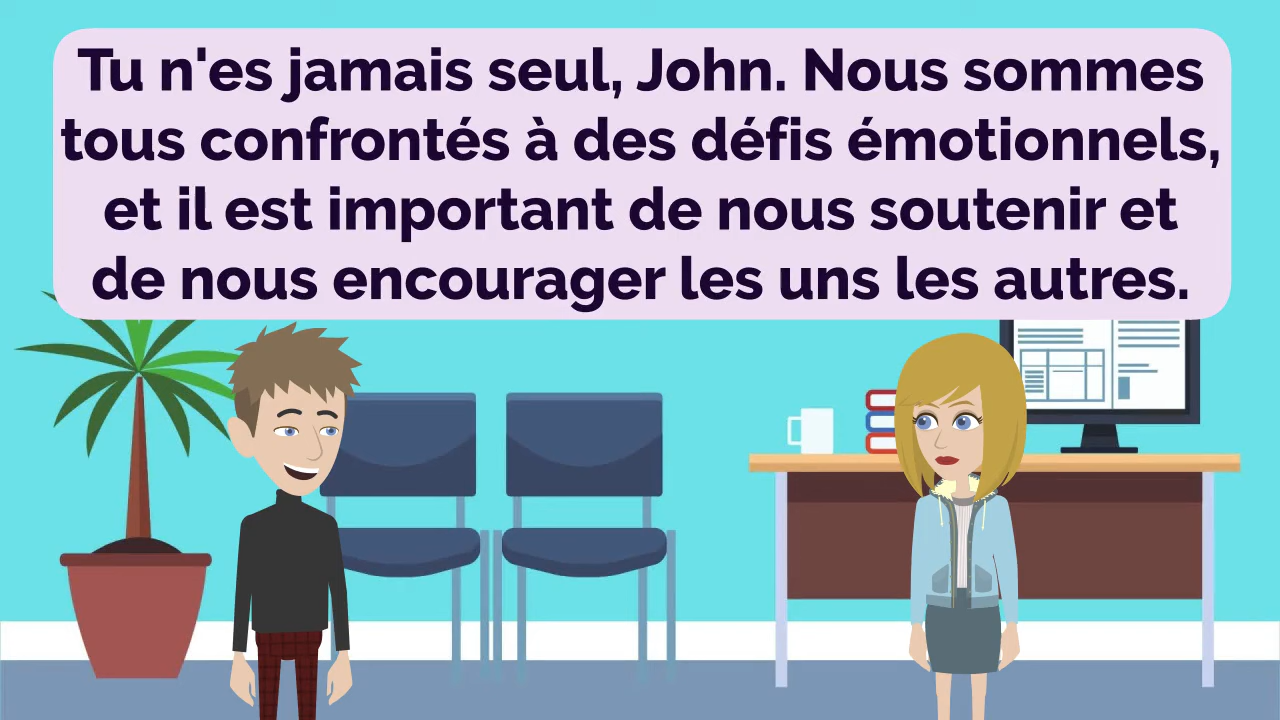 Tu n'es jamais seul, John. Nous sommes
tous confrontés à des défis émotionnels,
et il est important de nous soutenir et
de nous encourager les uns les autres.